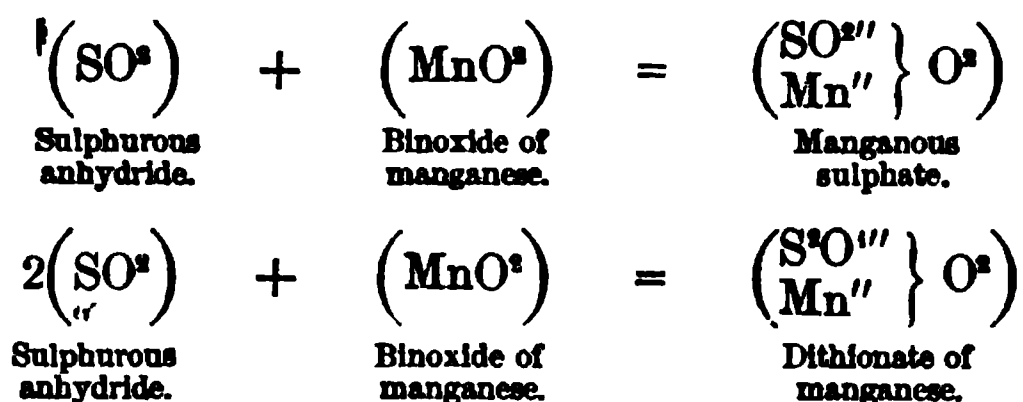 (SO²) + (MnO²) = (SO²″ Mn″ } O²)
Sulphurous anhydride. Binoxide of manganese. Manganous sulphate.
2(SO²) + (MnO²) = (S²O⁴″ Mn″ } O²)
Sulphurous anhydride. Binoxide of manganese. Dithionate of manganese.